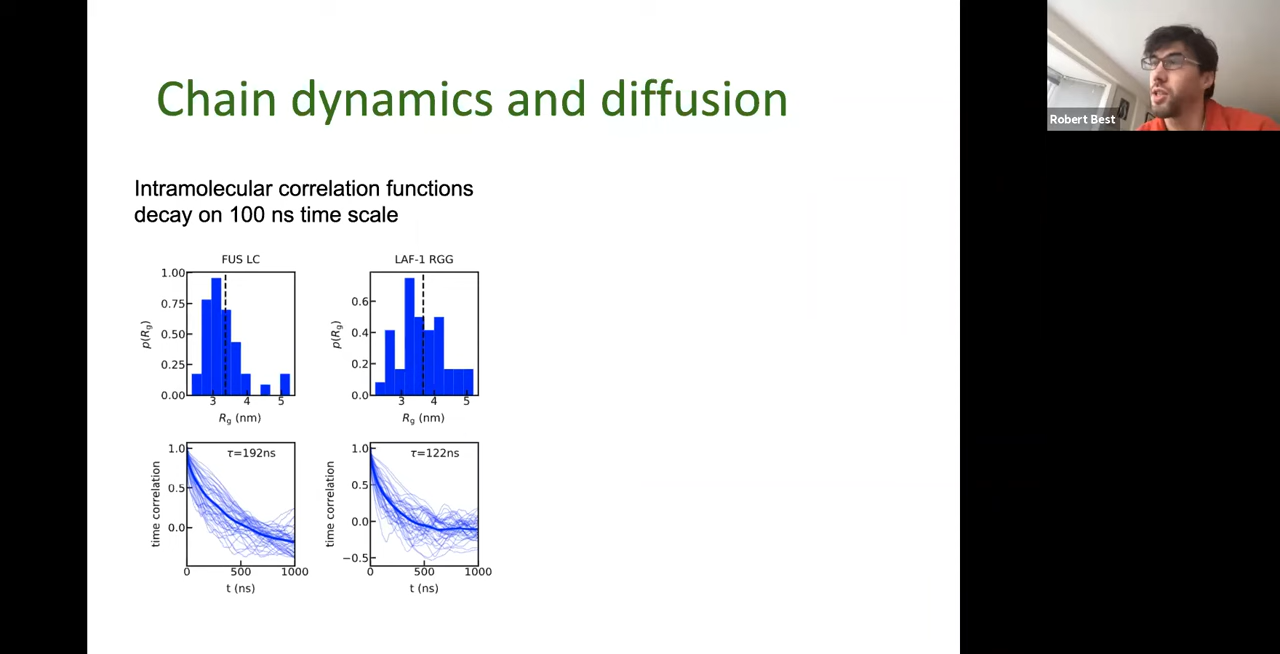 Chain dynamics and diffusion
Robert Best
Intramolecular correlation functions
decay on 100 ns time scale
FUS LC
1.00
0.75
0.50
0.25
0.00
p(Rg)
3 4 5
Rg (nm)
LAF-1 RGG
0.6
0.4
0.2
0.0
p(Rg)
3 4 5
Rg (nm)
τ=192ns
1.0
0.5
0.0
time correlation
0 500 1000
t (ns)
τ=122ns
1.0
0.5
0.0
−0.5
time correlation
0 500 1000
t (ns)